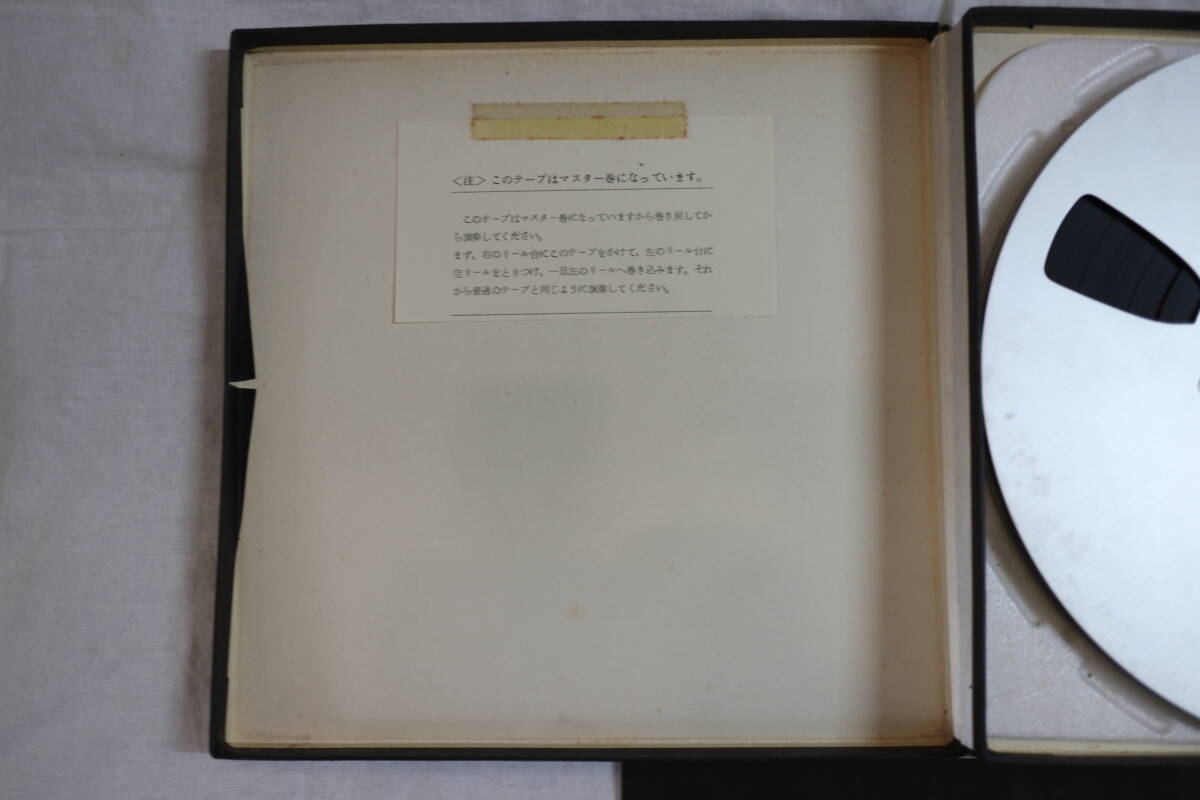 <注> このテープはマスター巻になっています。
このテープはマスター巻になっていますから巻き戻してか
ら演奏してください。
まず、右のリール台にこのテープをかけて、左のリール台に
空リールをとりつけ、一旦左のリールへ巻き込みます。それ
から普通のテープと同じように演奏してください。